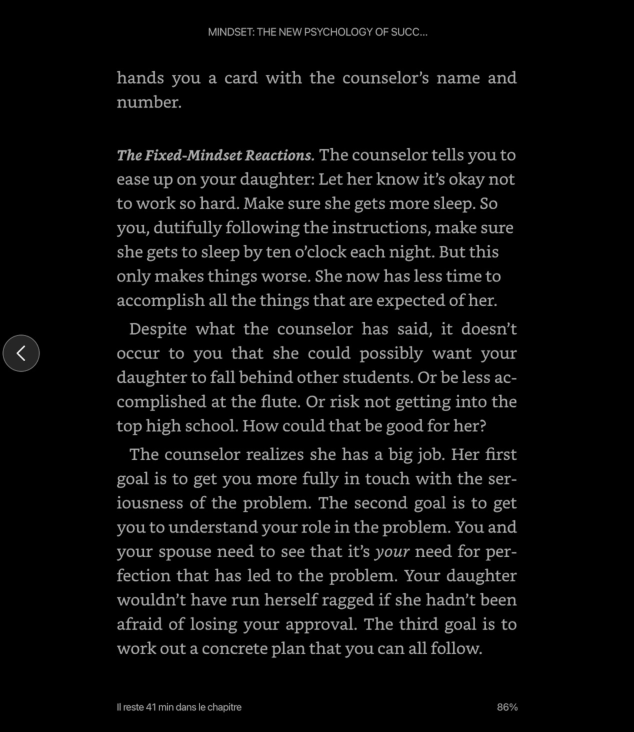 MINDSET: THE NEW PSYCHOLOGY OF SUCC...
hands you a card with the counselor's name and
number.
The Fixed-Mindset Reactions. The counselor tells you to
ease up on your daughter: Let her know it's okay not
to work so hard. Make sure she gets more sleep. So
you, dutifully following the instructions, make sure
she gets to sleep by ten o'clock each night. But this
only makes things worse. She now has less time to
accomplish all the things that are expected of her.
Despite what the counselor has said, it doesn't
occur to you that she could possibly want your
daughter to fall behind other students. Or be less ac-
complished at the flute. Or risk not getting into the
top high school. How could that be good for her?
The counselor realizes she has a big job. Her first
goal is to get you more fully in touch with the ser-
iousness of the problem. The second goal is to get
you to understand your role in the problem. You and
your spouse need to see that it's your need for per-
fection that has led to the problem. Your daughter
wouldn't have run herself ragged if she hadn't been
afraid of losing your approval. The third goal is to
work out a concrete plan that you can all follow.
Il reste 41 min dans le chapitre
86%